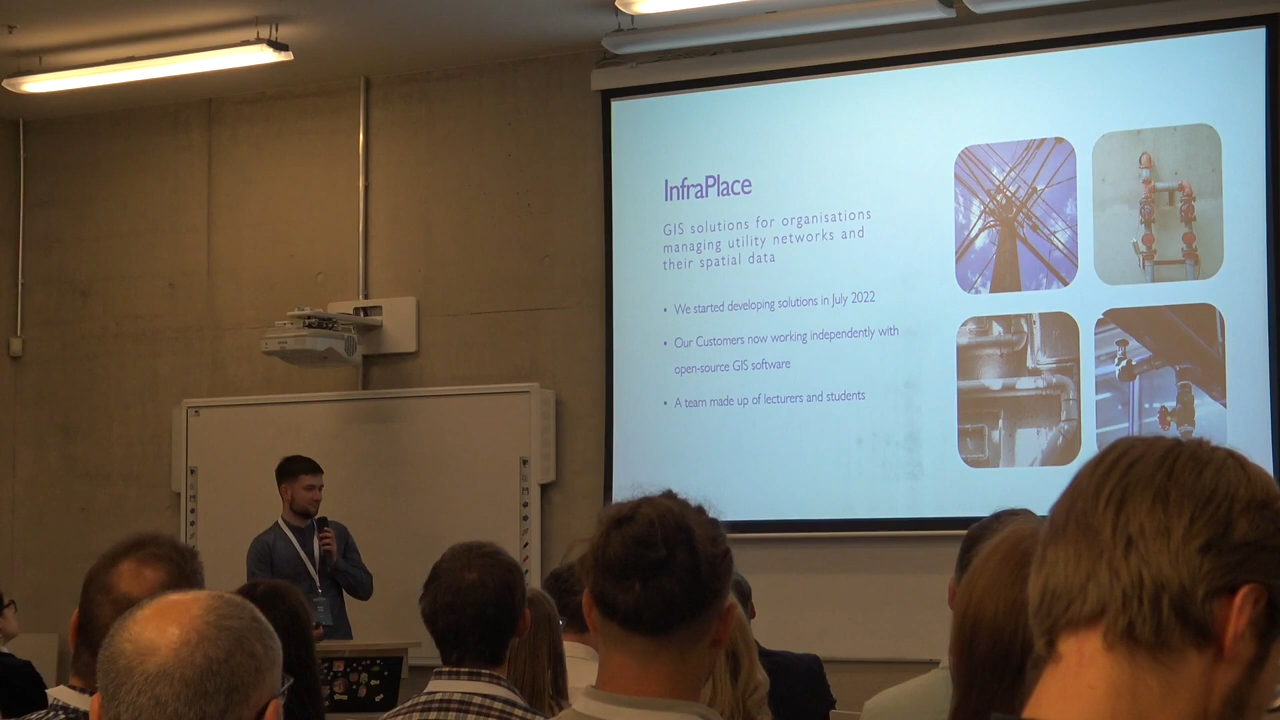 InfraPlace
GIS solutions for organisations
managing utility networks and
their spatial data
• We started developing solutions in July 2022
• Our Customers now working independently with
open-source GIS software
• A team made up of lecturers and students